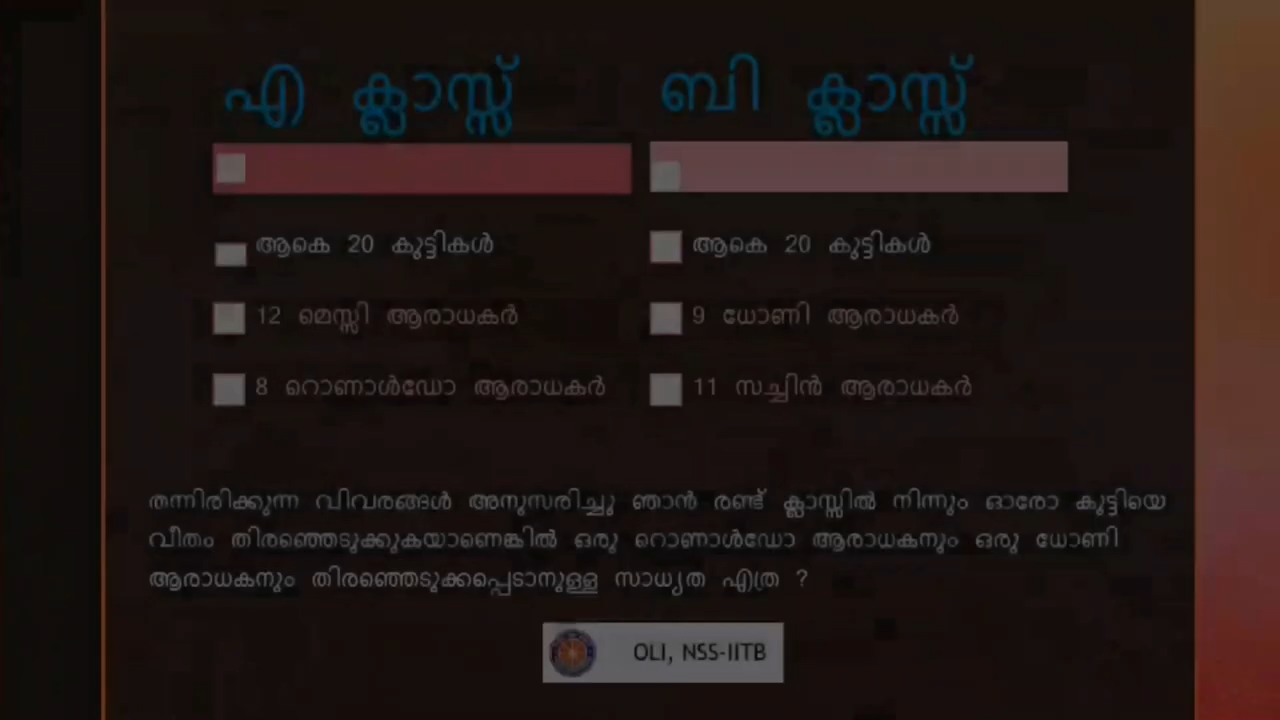 എ ക്ലാസ്സ്
ബി ക്ലാസ്സ്
ആകെ 20 കുട്ടികൾ
12 മെസ്സി ആരാധകർ
8 റൊണാൾഡോ ആരാധകർ
ആകെ 20 കുട്ടികൾ
9 ധോണി ആരാധകർ
11 സച്ചിൻ ആരാധകർ
തന്നിരിക്കുന്ന വിവരങ്ങൾ അനുസരിച്ചു ഞാൻ രണ്ട് ക്ലാസ്സിൽ നിന്നും ഓരോ കുട്ടിയെ
വീതം തിരഞ്ഞെടുക്കുകയാണെങ്കിൽ ഒരു റൊണാൾഡോ ആരാധകനും ഒരു ധോണി
ആരാധകനും തിരഞ്ഞെടുക്കപ്പെടാനുള്ള സാധ്യത എത്ര ?
OLI, NSS-IITB